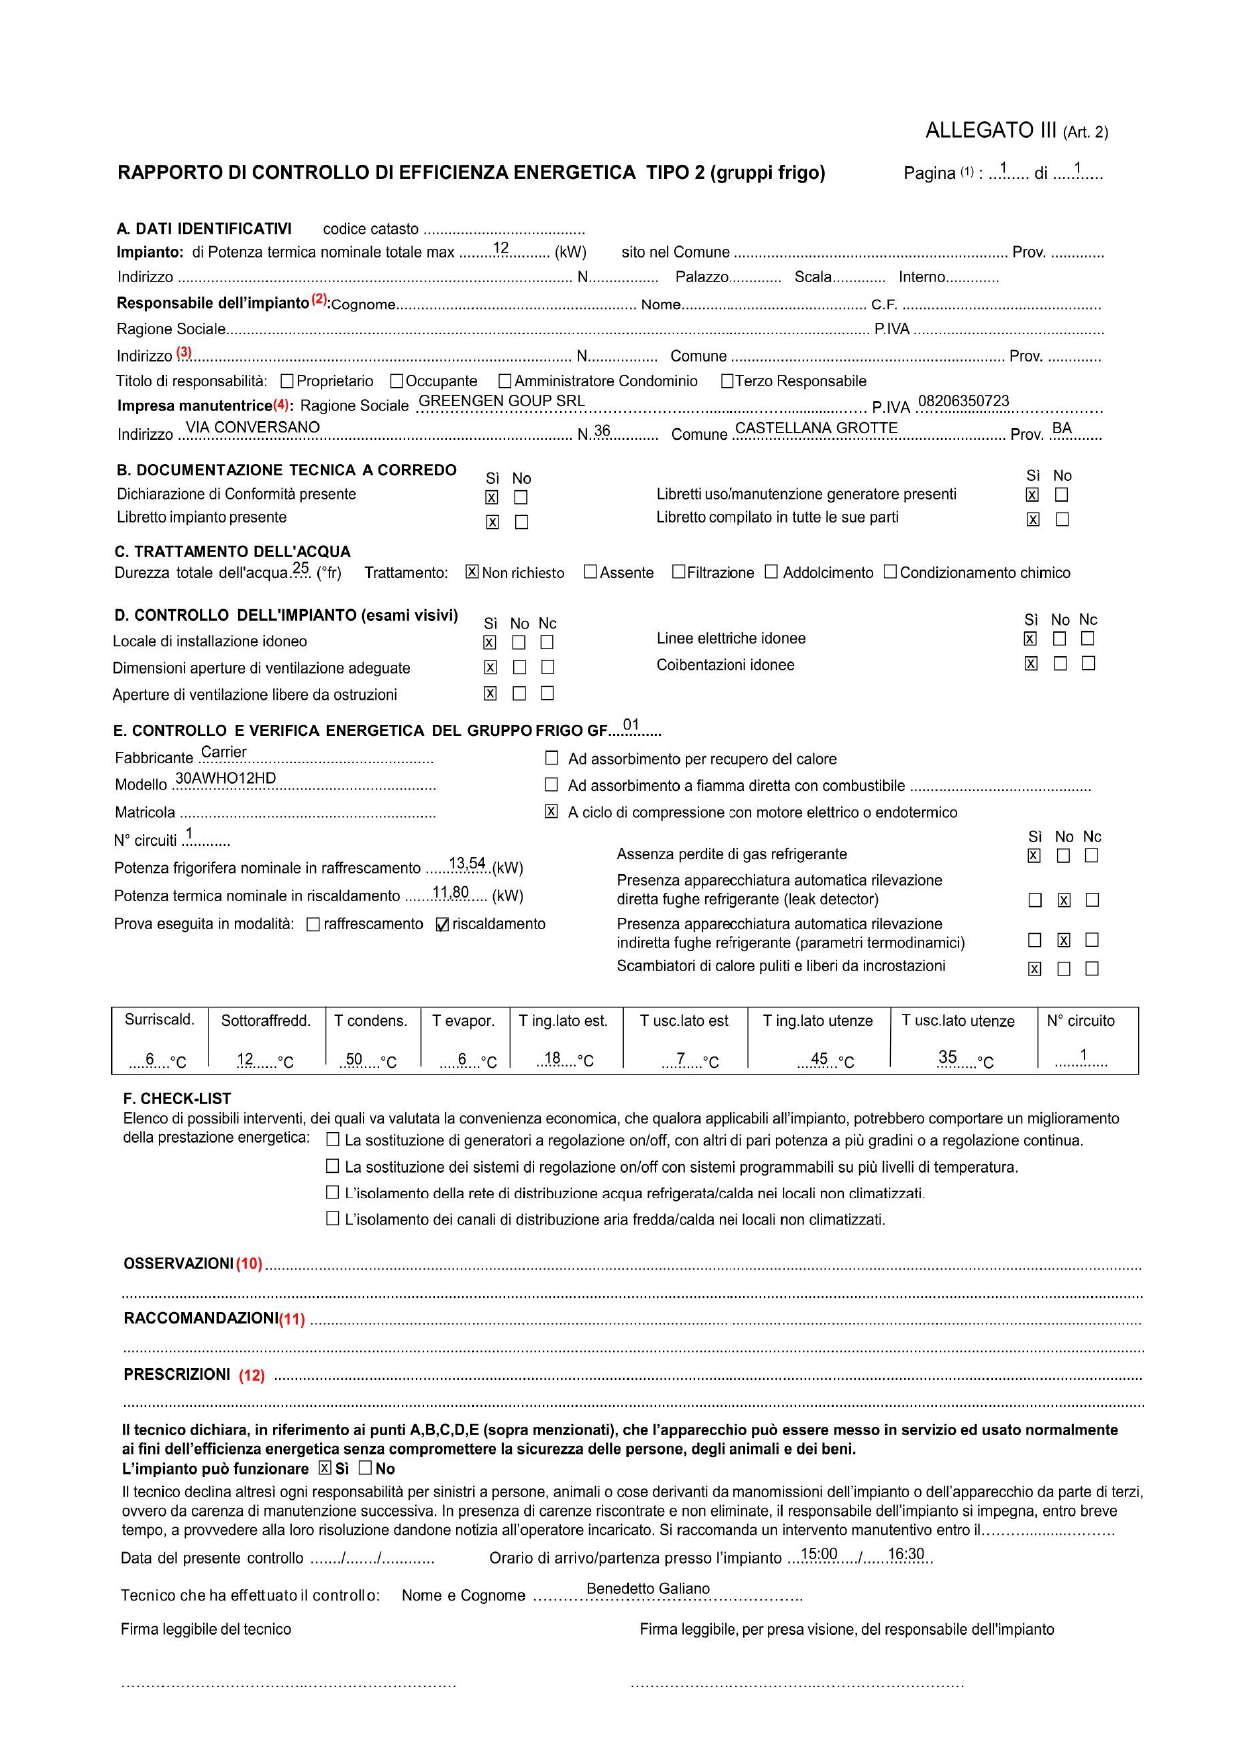 ALLEGATO III (Art. 2)
RAPPORTO DI CONTROLLO DI EFFICIENZA ENERGETICA TIPO 2 (gruppi frigo) Pagina (1) : ...1..... di .....1.....
A. DATI IDENTIFICATIVI codice catasto .......................................
Impianto: di Potenza termica nominale totale max ........12.......... (kW) sito nel Comune .................................................................. Prov. .............
Indirizzo ............................................................................................... N................. Palazzo............. Scala............. Interno.............
Responsabile dell'impianto (2):Cognome.......................................................... Nome............................................. C.F. ................................................
Ragione Sociale........................................................................................................................................................... P.IVA ..............................................
Indirizzo (3)............................................................................................ N................. Comune .................................................................. Prov. .............
Titolo di responsabilità: ☐ Proprietario ☐ Occupante ☐ Amministratore Condominio ☐ Terzo Responsabile
Impresa manutentrice(4): Ragione Sociale GREENGEN GOUP SRL P.IVA 08206350723
Indirizzo VIA CONVERSANO N. 36 Comune CASTELLANA GROTTE Prov. BA
B. DOCUMENTAZIONE TECNICA A CORREDO Sì No Sì No
Dichiarazione di Conformità presente ☒ ☐ Libretti uso/manutenzione generatore presenti ☒ ☐
Libretto impianto presente ☒ ☐ Libretto compilato in tutte le sue parti ☒ ☐
C. TRATTAMENTO DELL'ACQUA
Durezza totale dell'acqua 25 (°fr) Trattamento: ☒ Non richiesto ☐ Assente ☐ Filtrazione ☐ Addolcimento ☐ Condizionamento chimico
D. CONTROLLO DELL'IMPIANTO (esami visivi) Sì No Nc Sì No Nc
Locale di installazione idoneo ☒ ☐ ☐ Linee elettriche idonee ☒ ☐ ☐
Dimensioni aperture di ventilazione adeguate ☒ ☐ ☐ Coibentazioni idonee ☒ ☐ ☐
Aperture di ventilazione libere da ostruzioni ☒ ☐ ☐
E. CONTROLLO E VERIFICA ENERGETICA DEL GRUPPO FRIGO GF...01......
Fabbricante Carrier ☐ Ad assorbimento per recupero del calore
Modello 30AWHO12HD ☐ Ad assorbimento a fiamma diretta con combustibile ............................................
Matricola .............................................................. ☒ A ciclo di compressione con motore elettrico o endotermico
N° circuiti 1
Sì No Nc
Assenza perdite di gas refrigerante ☒ ☐ ☐
Potenza frigorifera nominale in raffrescamento 13,54 (kW)
Presenza apparecchiatura automatica rilevazione
diretta fughe refrigerante (leak detector) ☐ ☒ ☐
Potenza termica nominale in riscaldamento 11,80 (kW)
Prova eseguita in modalità: ☐ raffrescamento ☑ riscaldamento
Presenza apparecchiatura automatica rilevazione
indiretta fughe refrigerante (parametri termodinamici) ☐ ☒ ☐
Scambiatori di calore puliti e liberi da incrostazioni ☒ ☐ ☐
Surriscald. Sottoraffredd. T condens. T evapor. T ing.lato est. T usc.lato est T ing.lato utenze T usc.lato utenze N° circuito
6 °C 12 °C 50 °C 6 °C 18 °C 7 °C 45 °C 35 °C 1
F. CHECK-LIST
Elenco di possibili interventi, dei quali va valutata la convenienza economica, che qualora applicabili all'impianto, potrebbero comportare un miglioramento
della prestazione energetica: ☐ La sostituzione di generatori a regolazione on/off, con altri di pari potenza a più gradini o a regolazione continua.
☐ La sostituzione dei sistemi di regolazione on/off con sistemi programmabili su più livelli di temperatura.
☐ L'isolamento della rete di distribuzione acqua refrigerata/calda nei locali non climatizzati.
☐ L'isolamento dei canali di distribuzione aria fredda/calda nei locali non climatizzati.
OSSERVAZIONI(10)
RACCOMANDAZIONI(11)
PRESCRIZIONI (12)
Il tecnico dichiara, in riferimento ai punti A,B,C,D,E (sopra menzionati), che l'apparecchio può essere messo in servizio ed usato normalmente
ai fini dell'efficienza energetica senza compromettere la sicurezza delle persone, degli animali e dei beni.
L'impianto può funzionare ☒ Sì ☐ No
Il tecnico declina altresì ogni responsabilità per sinistri a persone, animali o cose derivanti da manomissioni dell'impianto o dell'apparecchio da parte di terzi,
ovvero da carenza di manutenzione successiva. In presenza di carenze riscontrate e non eliminate, il responsabile dell'impianto si impegna, entro breve
tempo, a provvedere alla loro risoluzione dandone notizia all'operatore incaricato. Si raccomanda un intervento manutentivo entro il..............................
Data del presente controllo ......./......./............ Orario di arrivo/partenza presso l'impianto 15:00 / 16:30
Tecnico che ha effettuato il controllo: Nome e Cognome Benedetto Galiano
Firma leggibile del tecnico Firma leggibile, per presa visione, del responsabile dell'impianto